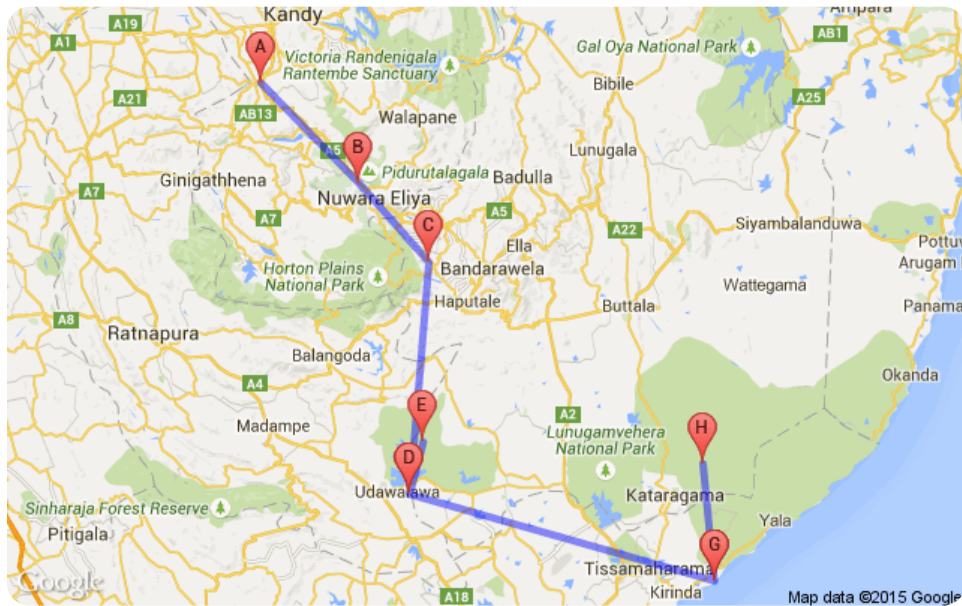 Kandy
Ampara
A19
A
A1
Victoria Randenigala
Rantembe Sanctuary
Gal Oya National Park
AB1
Bibile
A21
AB13
A25
Walapane
B
A5
Lunugala
Pidurutalagala
Ginigathhena
Badulla
A7
Nuwara Eliya
A5
A7
C
Siyambalanduwa
A22
Ella
Horton Plains
National Park
Bandarawela
Arugam
Wattegama
Haputale
Buttala
Panama
A8
Ratnapura
Balangoda
Okanda
A4
E
A2
Madampe
H
Lunugamvehera
National Park
D
Udawalawa
Kataragama
Sinharaja Forest Reserve
Yala
Pitigala
G
Tissamaharama
Google
A18
Kirinda
Map data ©2015 Google